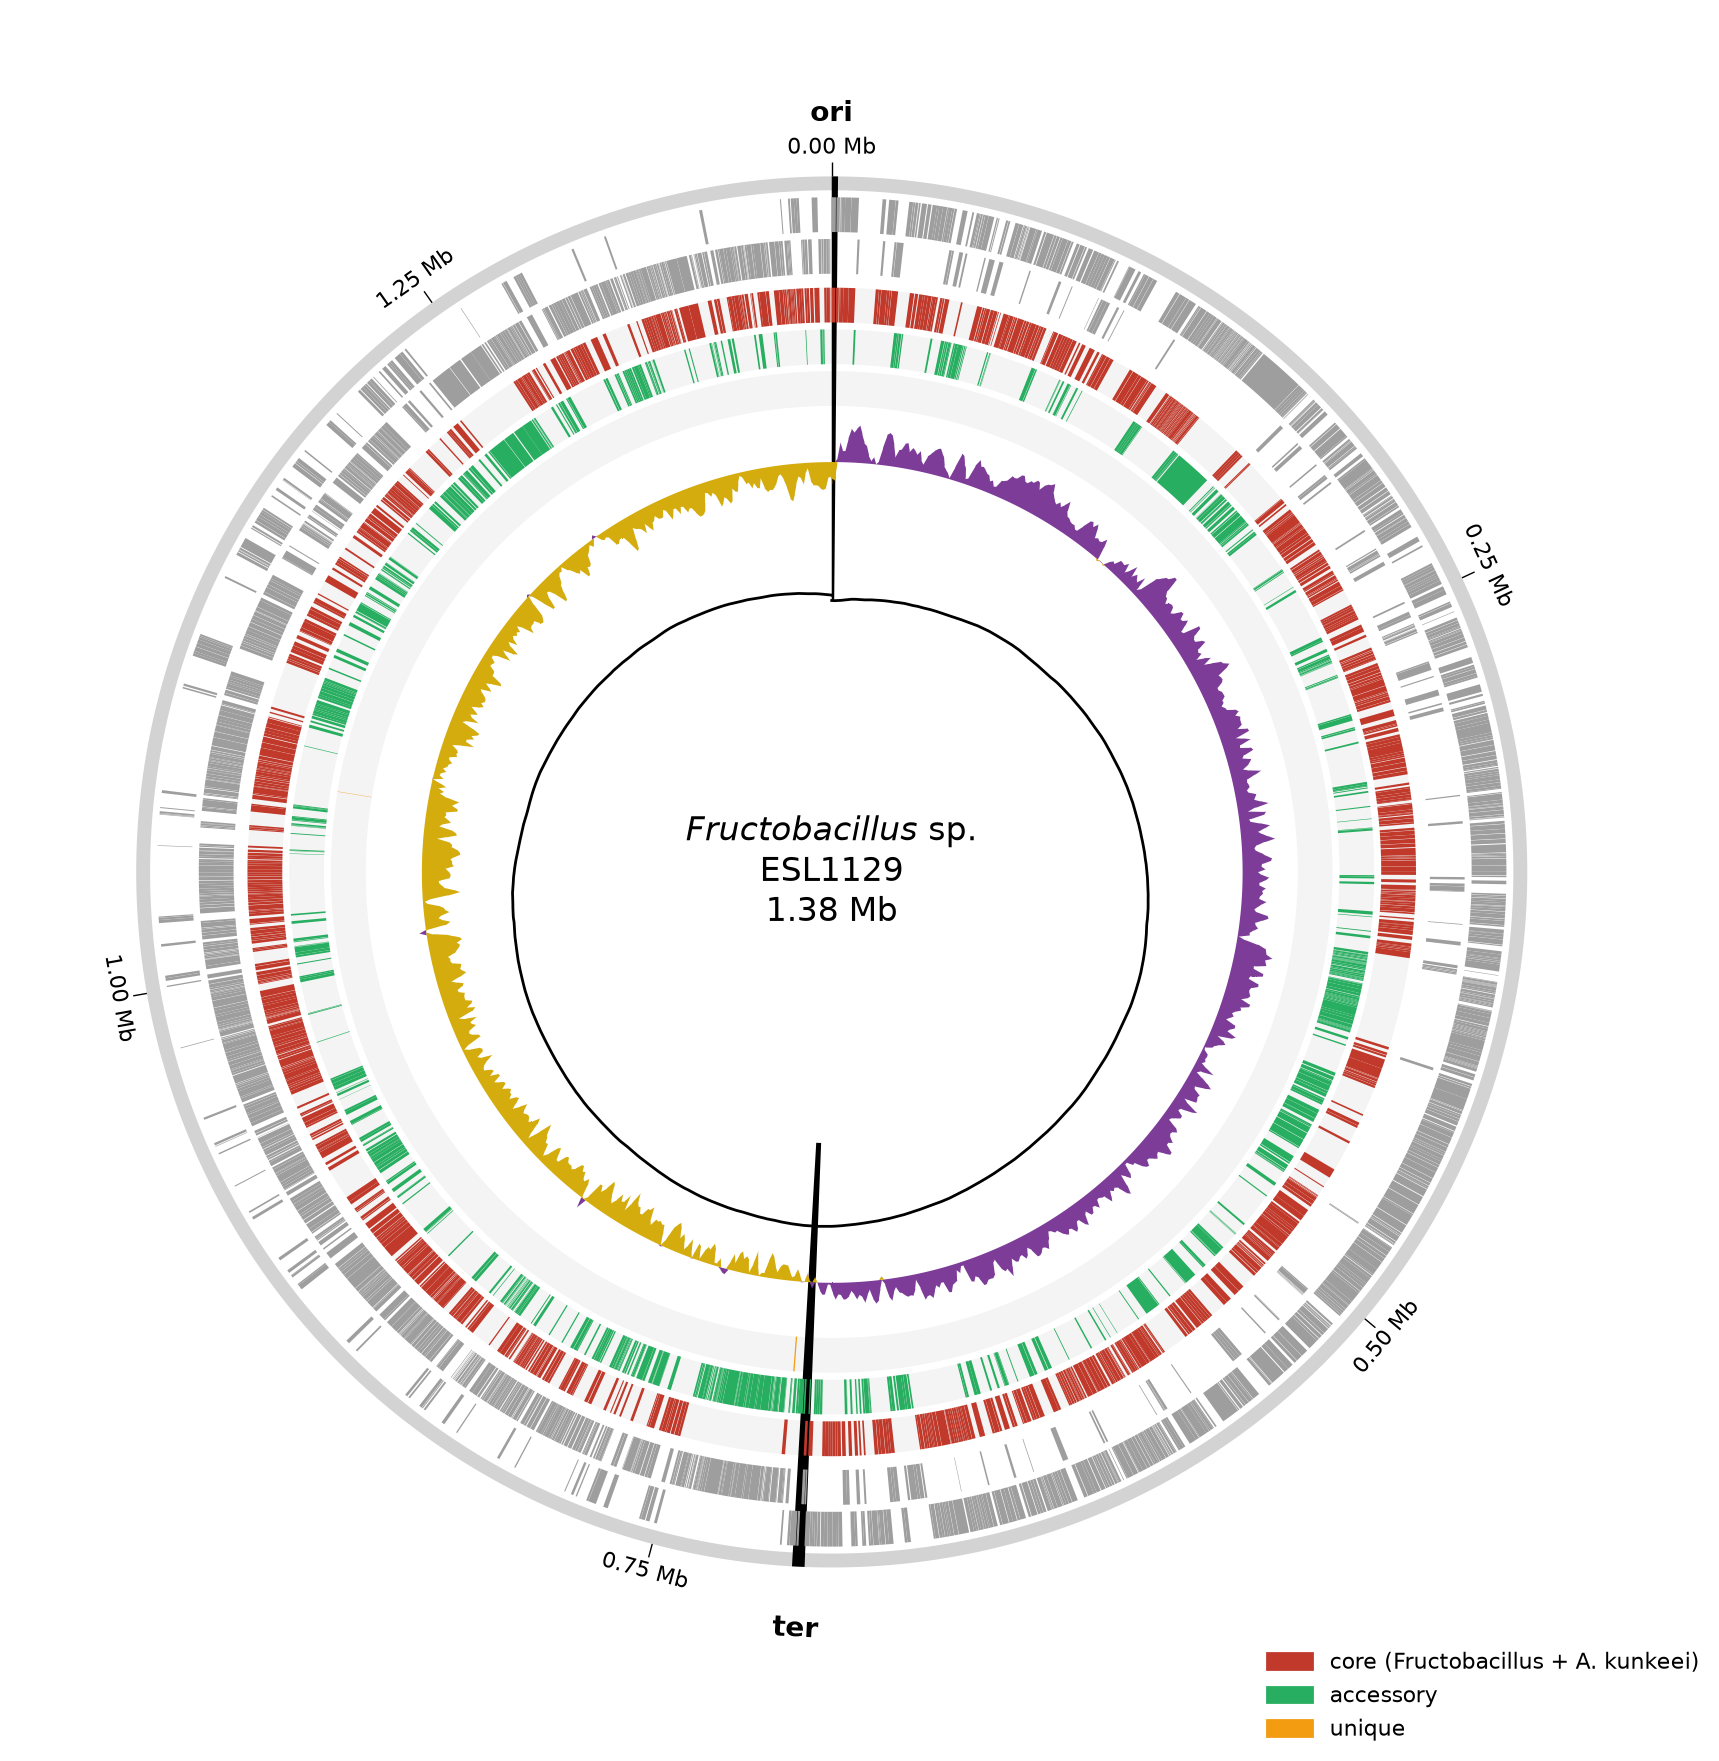 ori
0.00 Mb
1.25 Mb
0.25 Mb
Fructobacillus sp.
ESL1129
1.38 Mb
1.00 Mb
0.50 Mb
0.75 Mb
ter
core (Fructobacillus + A. kunkeei)
accessory
unique